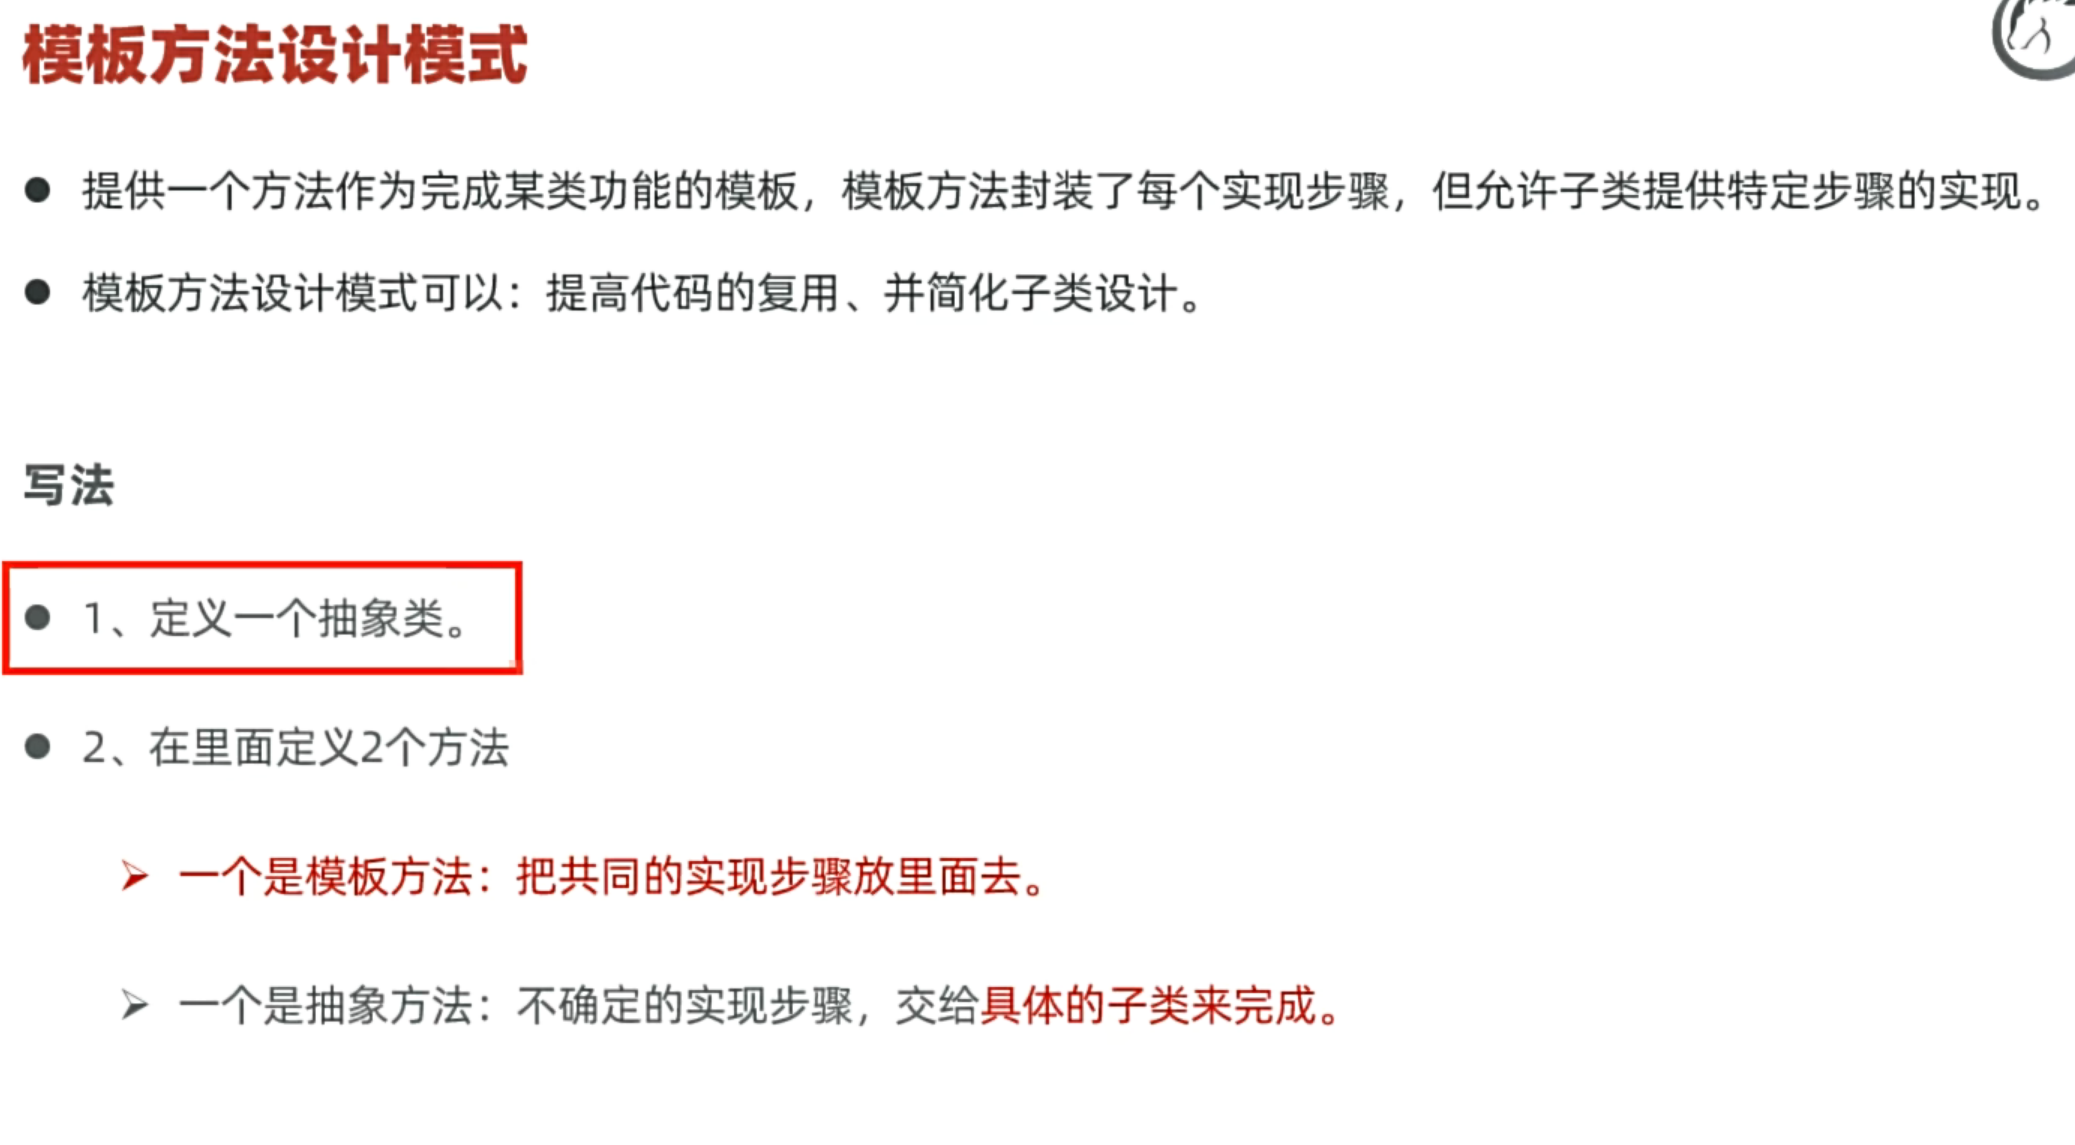 模板方法设计模式
● 提供一个方法作为完成某类功能的模板，模板方法封装了每个实现步骤，但允许子类提供特定步骤的实现。
● 模板方法设计模式可以：提高代码的复用、并简化子类设计。
写法
● 1、定义一个抽象类。
● 2、在里面定义2个方法
➢ 一个是模板方法：把共同的实现步骤放里面去。
➢ 一个是抽象方法：不确定的实现步骤，交给具体的子类来完成。